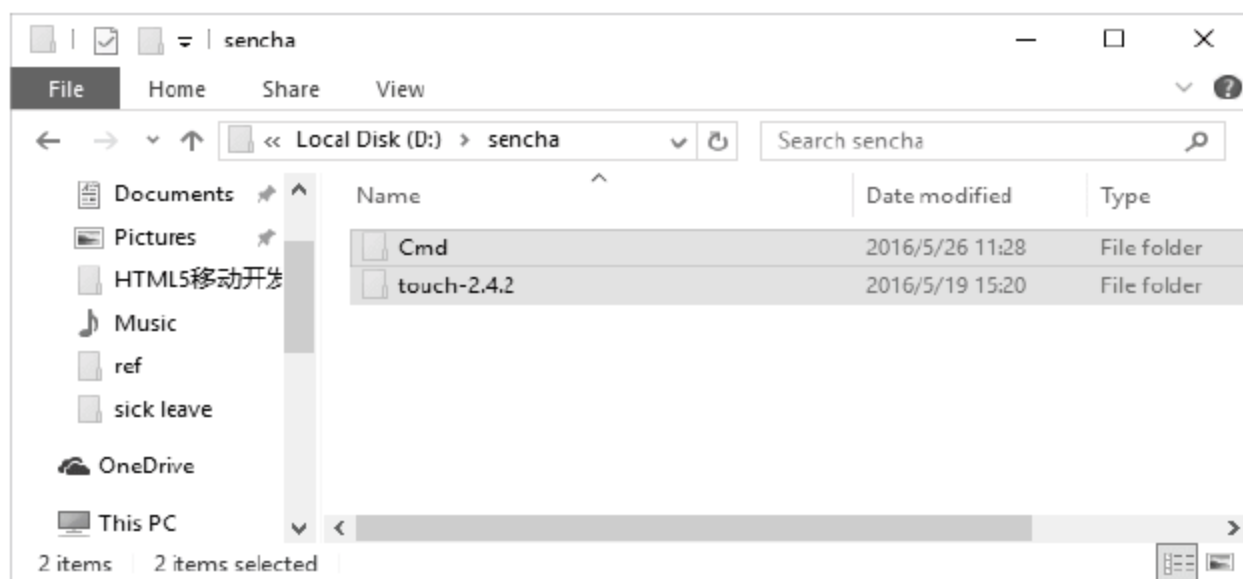 sencha
File Home Share View
« Local Disk (D:) > sencha Search sencha
Name Date modified Type
Documents
Pictures
HTML5移动开发
Music
ref
sick leave
OneDrive
This PC
Cmd 2016/5/26 11:28 File folder
touch-2.4.2 2016/5/19 15:20 File folder
2 items 2 items selected